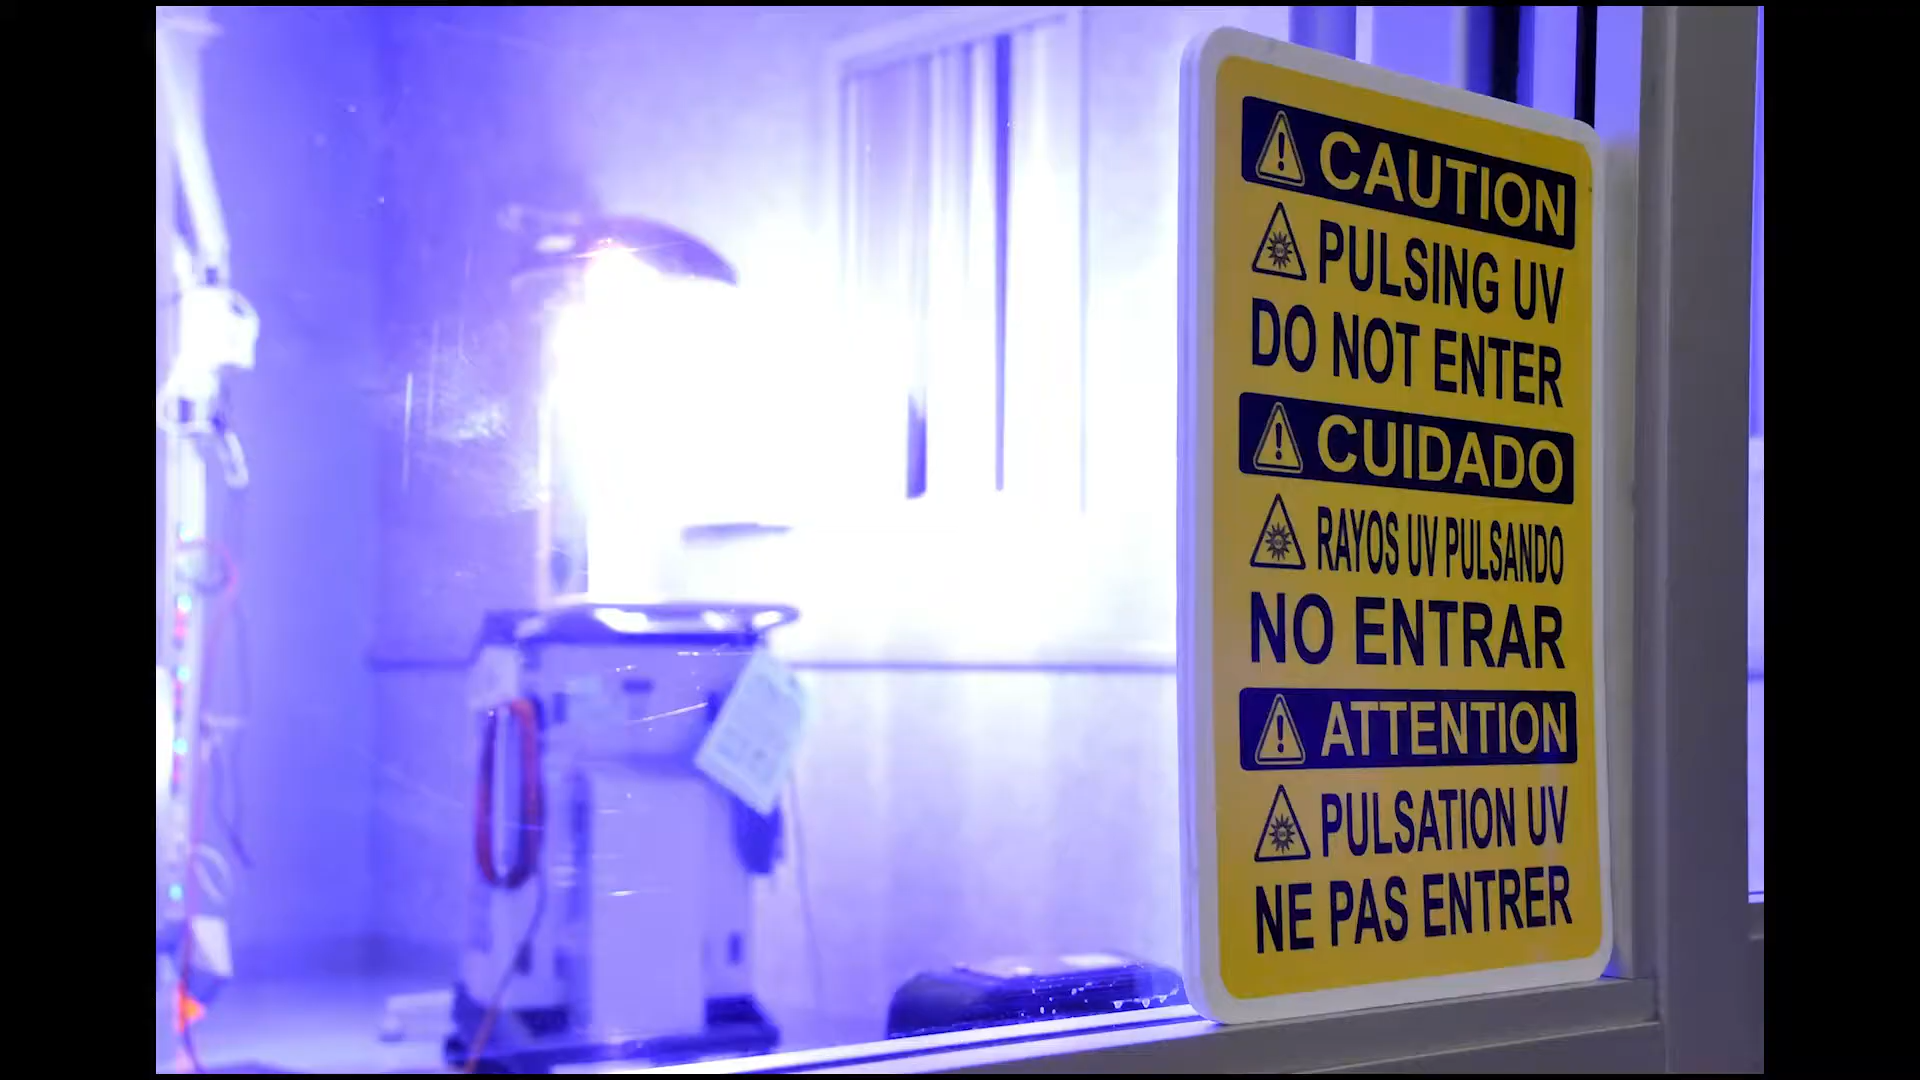 CAUTION
PULSING UV
DO NOT ENTER
CUIDADO
RAYOS UV PULSANDO
NO ENTRAR
ATTENTION
PULSATION UV
NE PAS ENTRER